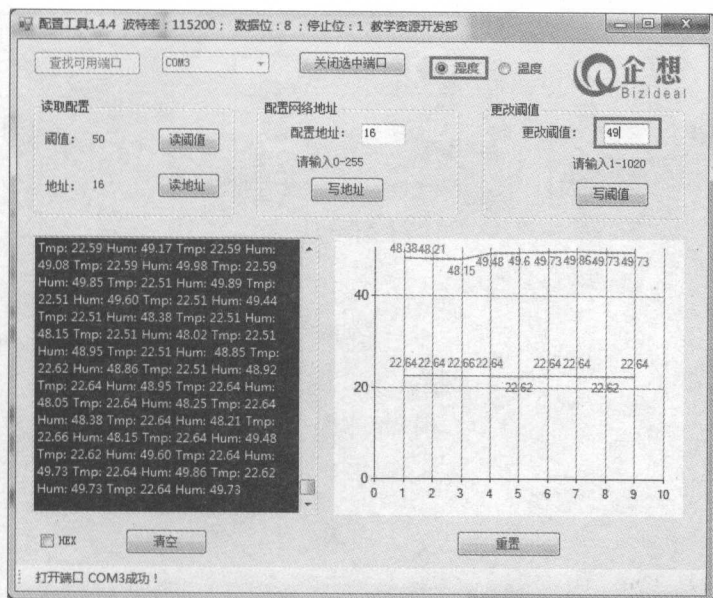 配置工具1.4.4 波特率：115200； 数据位：8 ；停止位：1 教学资源开发部
查找可用端口
COM3
关闭选中端口
湿度
温度
企想
Bizideal
读取配置
阈值： 50
读阈值
地址： 16
读地址
配置网络地址
配置地址： 16
请输入0-255
写地址
更改阈值
更改阈值： 49
请输入1-1020
写阈值
Tmp: 22.59 Hum: 49.17 Tmp: 22.59 Hum:
49.08 Tmp: 22.59 Hum: 49.98 Tmp: 22.59
Hum: 49.85 Tmp: 22.51 Hum: 49.89 Tmp:
22.51 Hum: 49.60 Tmp: 22.51 Hum: 49.44
Tmp: 22.51 Hum: 48.38 Tmp: 22.51 Hum:
48.15 Tmp: 22.51 Hum: 48.02 Tmp: 22.51
Hum: 48.95 Tmp: 22.51 Hum: 48.85 Tmp:
22.62 Hum: 48.86 Tmp: 22.51 Hum: 48.92
Tmp: 22.64 Hum: 48.95 Tmp: 22.64 Hum:
48.05 Tmp: 22.64 Hum: 48.25 Tmp: 22.64
Hum: 48.38 Tmp: 22.64 Hum: 48.21 Tmp:
22.66 Hum: 48.15 Tmp: 22.64 Hum: 49.48
Tmp: 22.62 Hum: 49.60 Tmp: 22.64 Hum:
49.73 Tmp: 22.64 Hum: 49.86 Tmp: 22.62
Hum: 49.73 Tmp: 22.64 Hum: 49.73
48.38 48.21 48.15 49.48 49.6 49.73 49.86 49.73 49.73
40
22.64 22.64 22.66 22.64 22.62 22.64 22.64 22.62 22.64
20
0
0 1 2 3 4 5 6 7 8 9 10
HEX
清空
重置
打开端口 COM3成功！